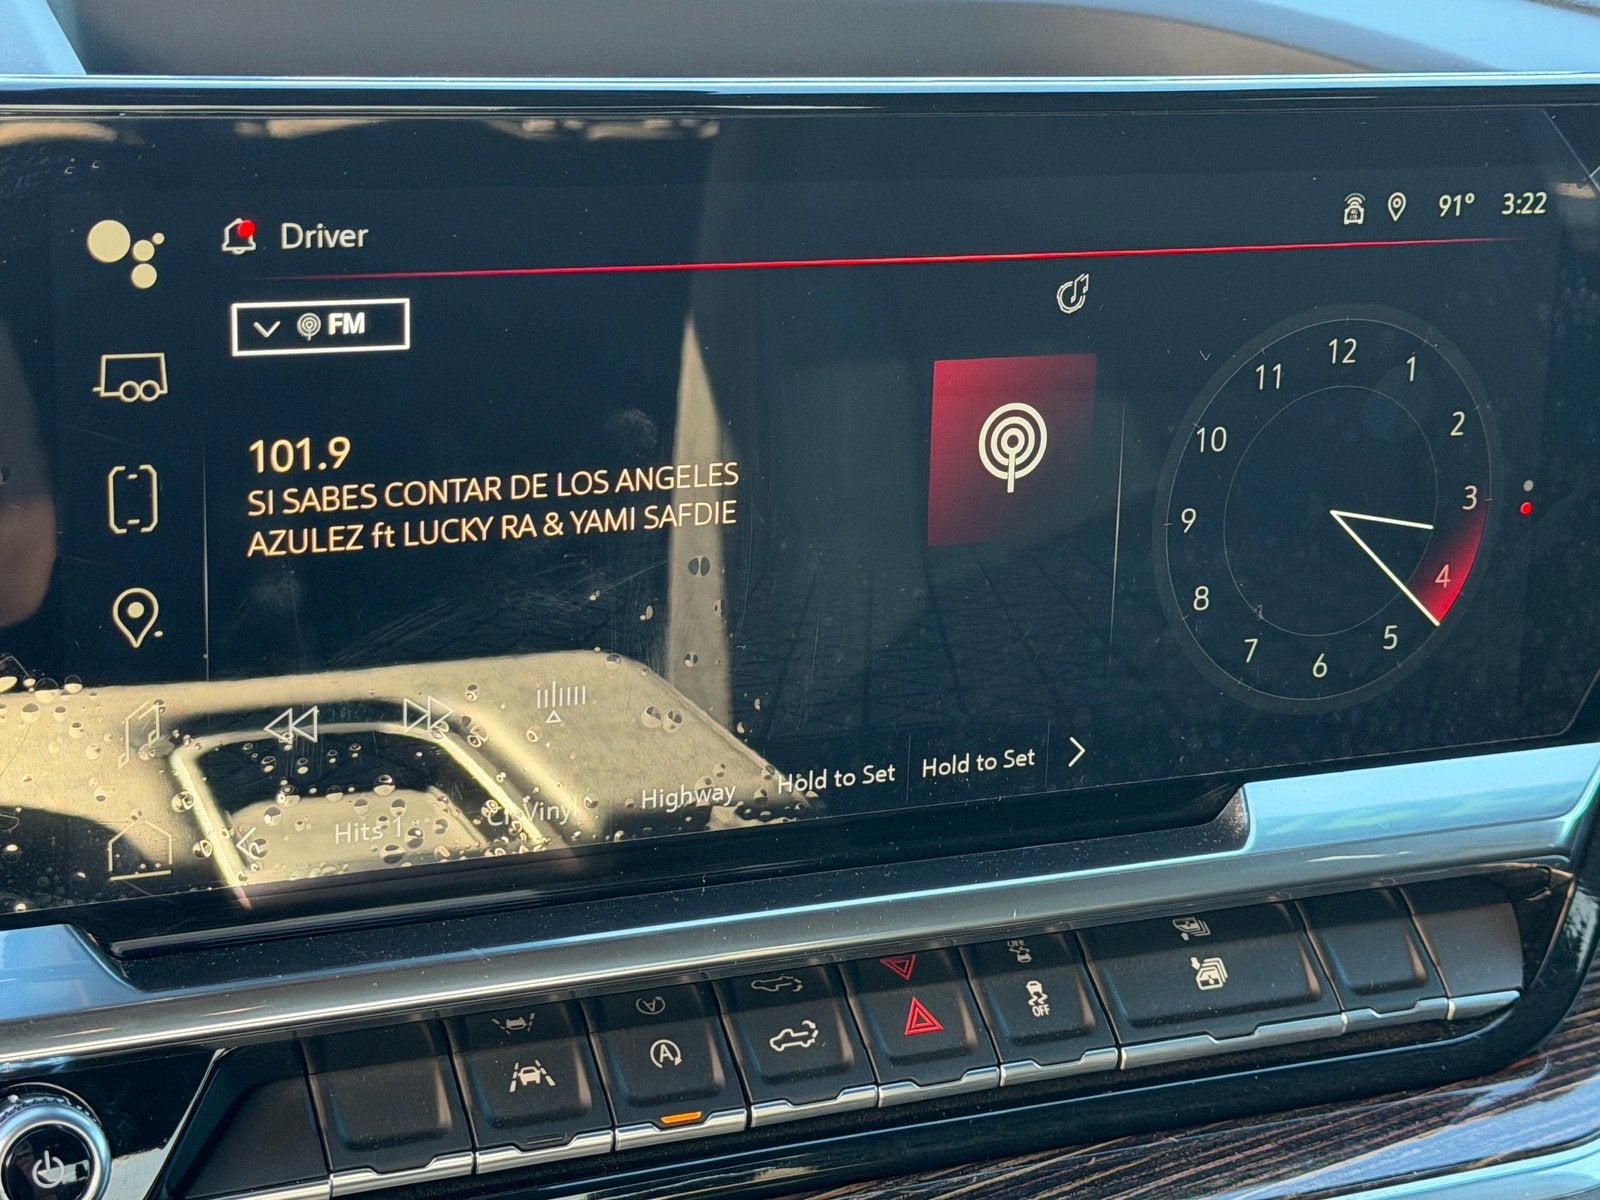 Driver
91° 3:22
FM
101.9
SI SABES CONTAR DE LOS ANGELES
AZULEZ ft LUCKY RA & YAMI SAFDIE
12
1
2
3
4
5
6
7
8
9
10
11
Hits 1
Highway
Hold to Set
Hold to Set
A
OFF